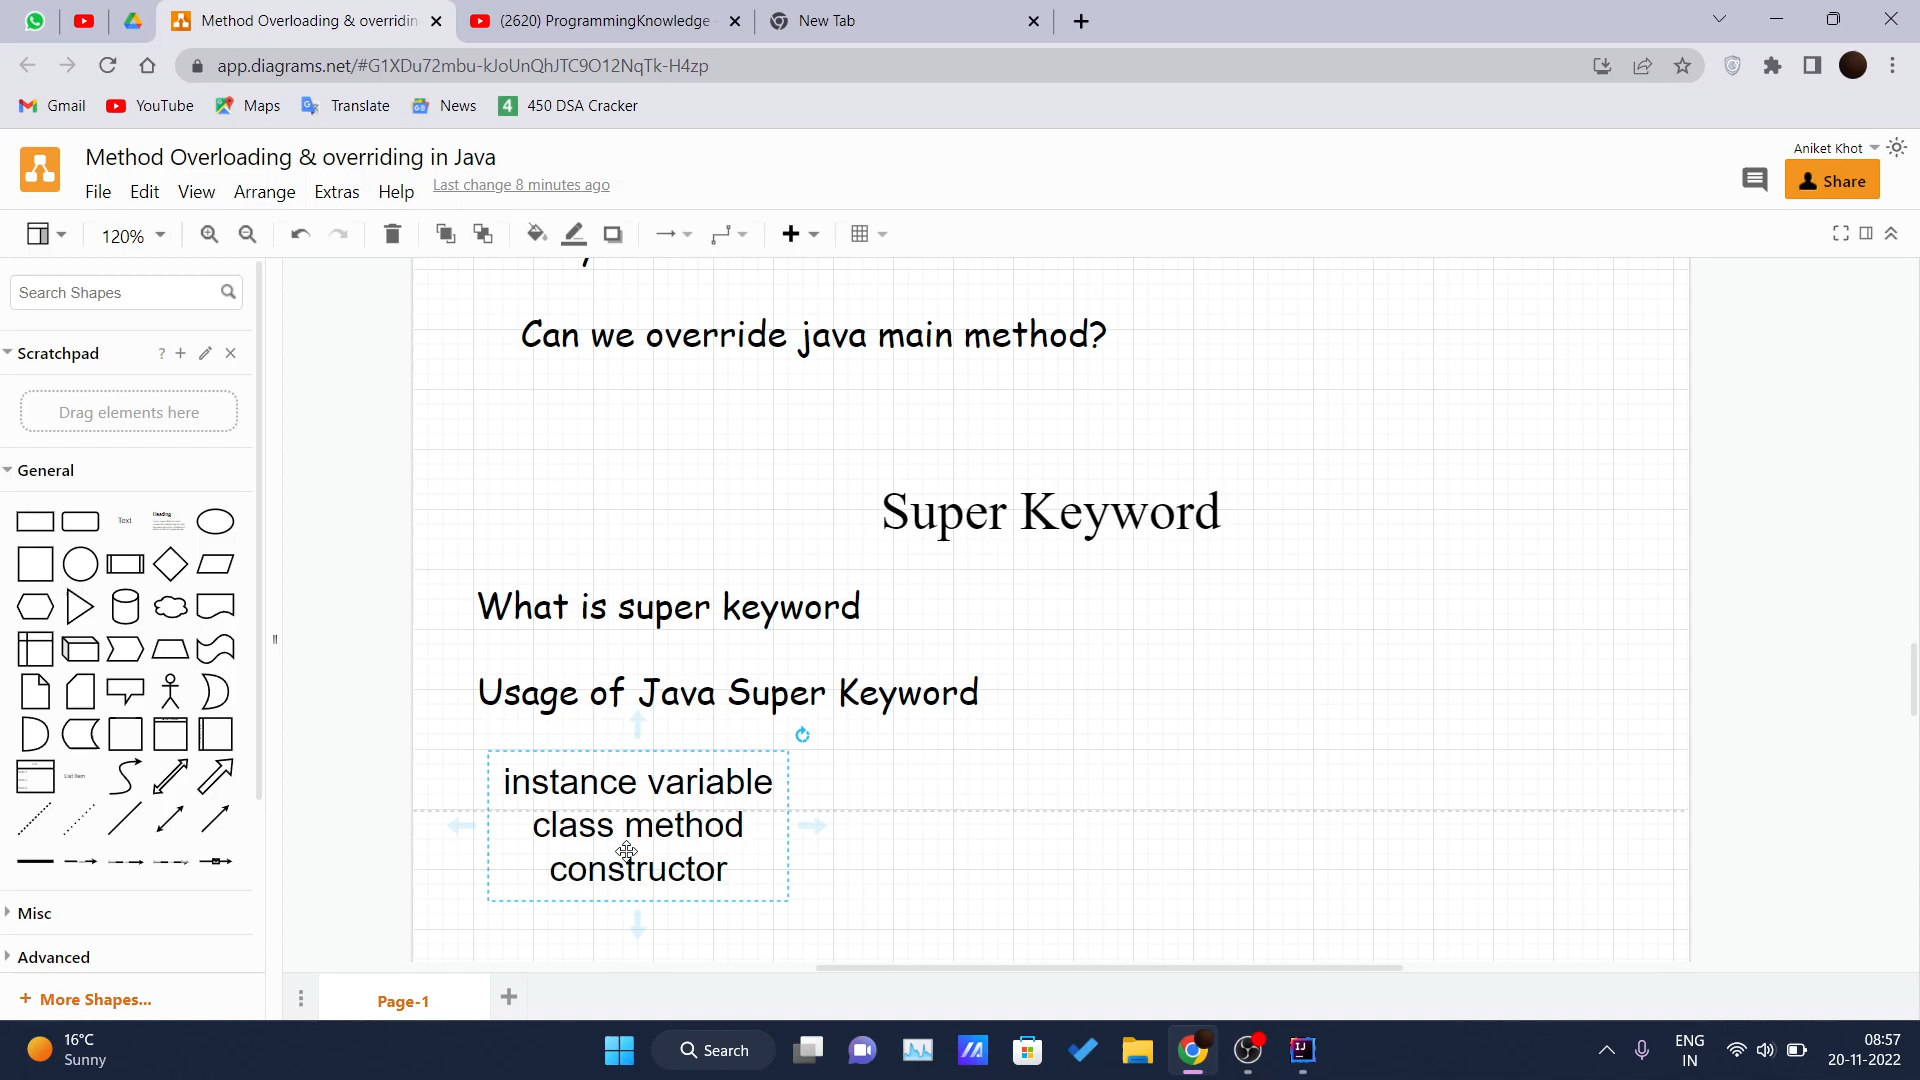 Method Overloading & overridin
(2620) ProgrammingKnowledge -
New Tab
app.diagrams.net/#G1XDu72mbu-kJoUnQhJTC9O12NqTk-H4zp
Gmail
YouTube
Maps
Translate
News
4
450 DSA Cracker
Method Overloading & overriding in Java
Aniket Khot
File
Edit
View
Arrange
Extras
Help
Last change 8 minutes ago
Share
120%
Search Shapes
Scratchpad
?
Drag elements here
General
Text
Heading
List Item
Misc
Advanced
+ More Shapes...
Can we override java main method?
Super Keyword
What is super keyword
Usage of Java Super Keyword
instance variable
class method
constructor
Page-1
16°C
Sunny
Search
ENG
IN
08:57
20-11-2022